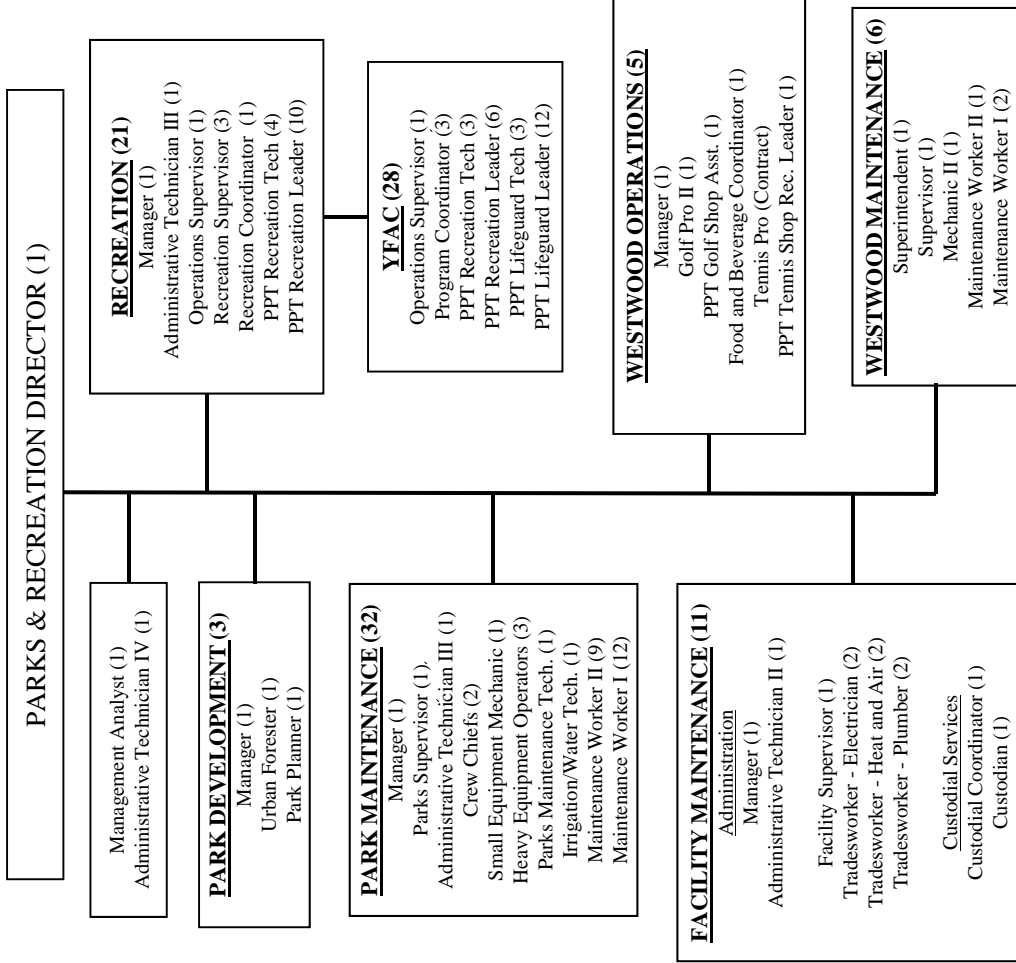 PARKS & RECREATION DIRECTOR (1)
Management Analyst (1)
Administrative Technician IV (1)
PARK DEVELOPMENT (3)
Manager (1)
Urban Forester (1)
Park Planner (1)
PARK MAINTENANCE (32)
Manager (1)
Parks Supervisor (1).
Administrative Technician III (1)
Crew Chiefs (2)
Small Equipment Mechanic (1)
Heavy Equipment Operators (3)
Parks Maintenance Tech. (1)
Irrigation/Water Tech. (1)
Maintenance Worker II (9)
Maintenance Worker I (12)
FACILITY MAINTENANCE (11)
Administration
Manager (1)
Administrative Technician II (1)
Facility Supervisor (1)
Tradesworker - Electrician (2)
Tradesworker - Heat and Air (2)
Tradesworker - Plumber (2)
Custodial Services
Custodial Coordinator (1)
Custodian (1)
RECREATION (21)
Manager (1)
Administrative Technician III (1)
Operations Supervisor (1)
Recreation Supervisor (3)
Recreation Coordinator (1)
PPT Recreation Tech (4)
PPT Recreation Leader (10)
YFAC (28)
Operations Supervisor (1)
Program Coordinator (3)
PPT Recreation Tech (3)
PPT Recreation Leader (6)
PPT Lifeguard Tech (3)
PPT Lifeguard Leader (12)
WESTWOOD OPERATIONS (5)
Manager (1)
Golf Pro II (1)
PPT Golf Shop Asst. (1)
Food and Beverage Coordinator (1)
Tennis Pro (Contract)
PPT Tennis Shop Rec. Leader (1)
WESTWOOD MAINTENANCE (6)
Superintendent (1)
Supervisor (1)
Mechanic II (1)
Maintenance Worker II (1)
Maintenance Worker I (2)